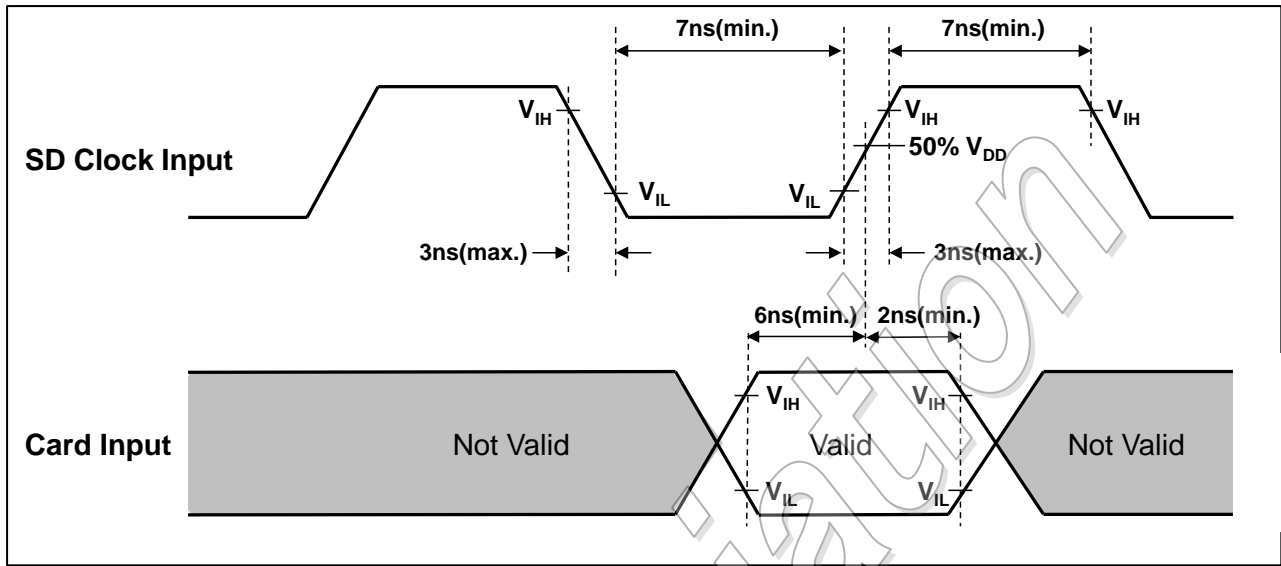 7ns(min.) 7ns(min.)
VIH VIH VIH
50% VDD
SD Clock Input
VIL VIL
3ns(max.) 3ns(max.)
6ns(min.) 2ns(min.)
VIH VIH
Card Input Not Valid Valid Not Valid
VIL VIL